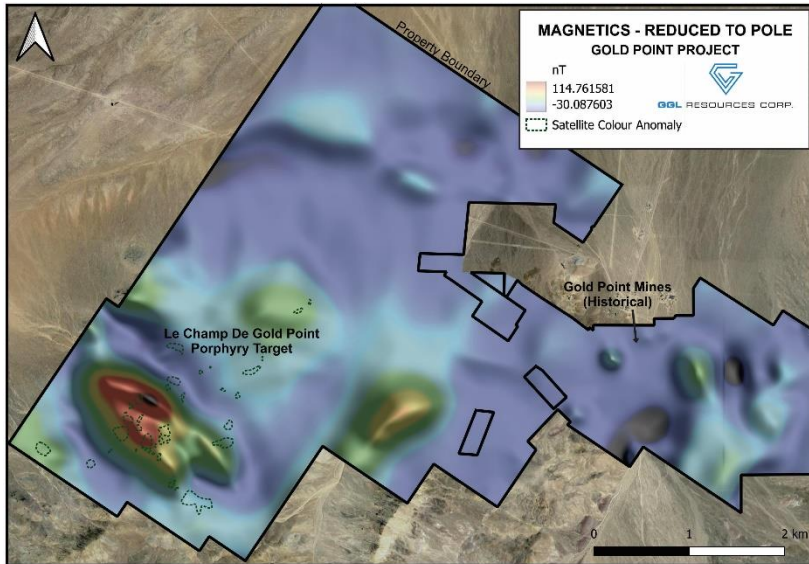 MAGNETICS - REDUCED TO POLE
GOLD POINT PROJECT
nT
114.761581
-30.087603
GGL RESOURCES CORP.
Satellite Colour Anomaly
Property Boundary
Gold Point Mines
(Historical)
Le Champ De Gold Point
Porphyry Target
0 1 2 km